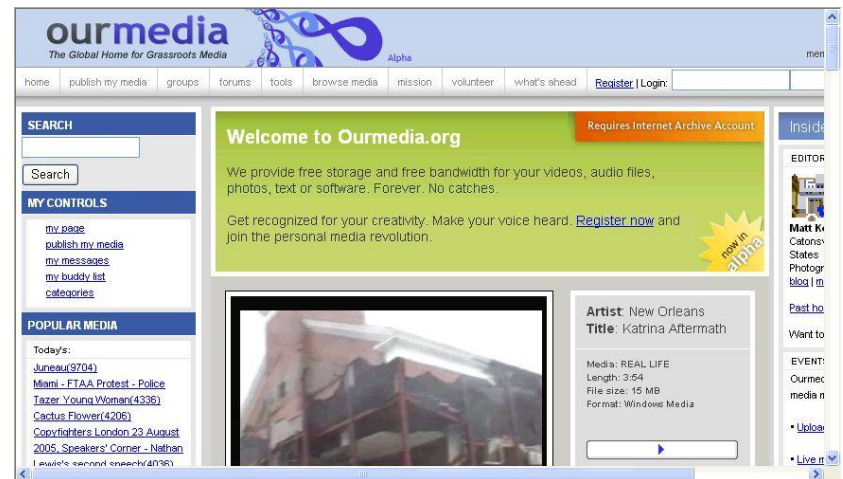 ourmedia
The Global Home for Grassroots Media
Alpha
home publish my media groups forums tools browse media mission volunteer what's ahead Register | Login:
SEARCH
Search
MY CONTROLS
my page
publish my media
my messages
my buddy list
categories
POPULAR MEDIA
Today's:
Juneau(9704)
Miami - FTAA Protest - Police
Tazer Young Woman(4336)
Cactus Flower(4206)
Copyfighters London 23 August
2005, Speakers' Corner - Nathan
Lewis's second speech(4036)
Welcome to Ourmedia.org
Requires Internet Archive Account
We provide free storage and free bandwidth for your videos, audio files,
photos, text or software. Forever. No catches.
Get recognized for your creativity. Make your voice heard. Register now and
join the personal media revolution.
now in
alpha
Artist: New Orleans
Title: Katrina Aftermath
Media: REAL LIFE
Length: 3:54
File size: 15 MB
Format: Windows Media
Inside
EDITOR
Matt
States
blog |
Past
Want to
EVENT
media
• Live